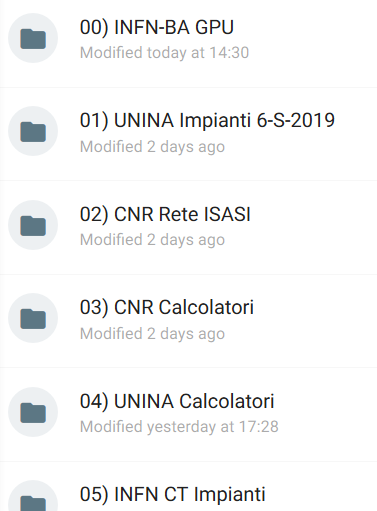 00) INFN-BA GPU
Modified today at 14:30
01) UNINA Impianti 6-S-2019
Modified 2 days ago
02) CNR Rete ISASI
Modified 2 days ago
03) CNR Calcolatori
Modified 2 days ago
04) UNINA Calcolatori
Modified yesterday at 17:28
05) INFN CT Impianti